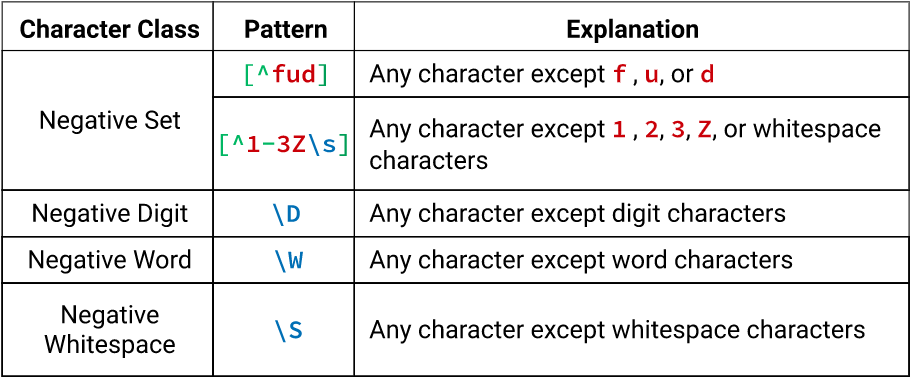 Character Class Pattern Explanation
Negative Set
[^fud] Any character except f , u, or d
[^1-3Z\s] Any character except 1 , 2, 3, Z, or whitespace
characters
Negative Digit \D Any character except digit characters
Negative Word \W Any character except word characters
Negative
Whitespace
\S Any character except whitespace characters